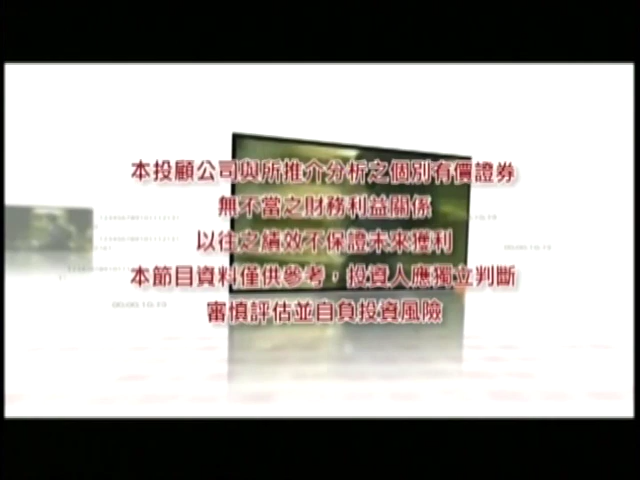 本投顧公司與所推介分析之個別有價證券
無不當之財務利益關係
以往之績效不保證未來獲利
本節目資料僅供參考，投資人應獨立判斷
審慎評估並自負投資風險